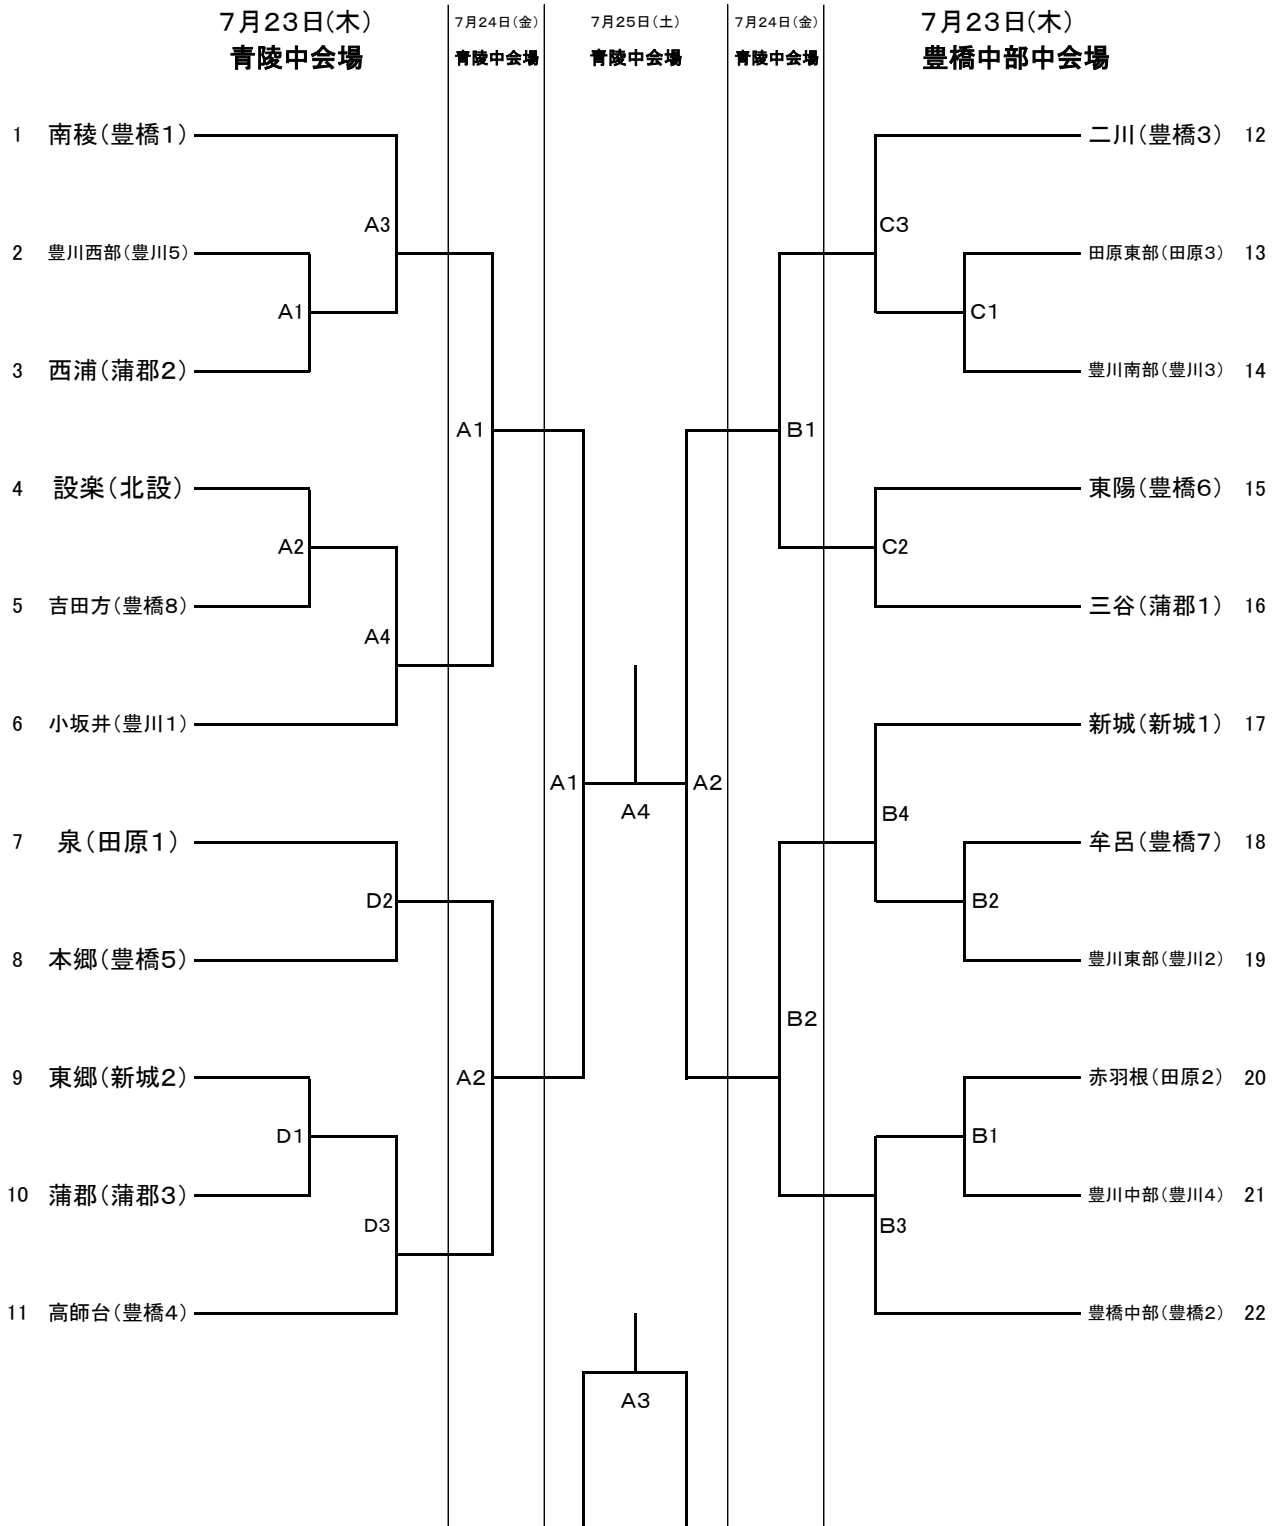 7月23日(木)
青陵中会場
7月24日(金)
青陵中会場
7月25日(土)
青陵中会場
7月24日(金)
青陵中会場
7月23日(木)
豊橋中部中会場
1 南稜(豊橋1)
2 豊川西部(豊川5)
3 西浦(蒲郡2)
4 設楽(北設)
5 吉田方(豊橋8)
6 小坂井(豊川1)
7 泉(田原1)
8 本郷(豊橋5)
9 東郷(新城2)
10 蒲郡(蒲郡3)
11 高師台(豊橋4)
A3
A1
A2
A4
D2
D1
D3
A1
A2
A1
A4
A2
A3
B1
B2
C3
C1
C2
B4
B2
B1
B3
二川(豊橋3) 12
田原東部(田原3) 13
豊川南部(豊川3) 14
東陽(豊橋6) 15
三谷(蒲郡1) 16
新城(新城1) 17
牟呂(豊橋7) 18
豊川東部(豊川2) 19
赤羽根(田原2) 20
豊川中部(豊川4) 21
豊橋中部(豊橋2) 22